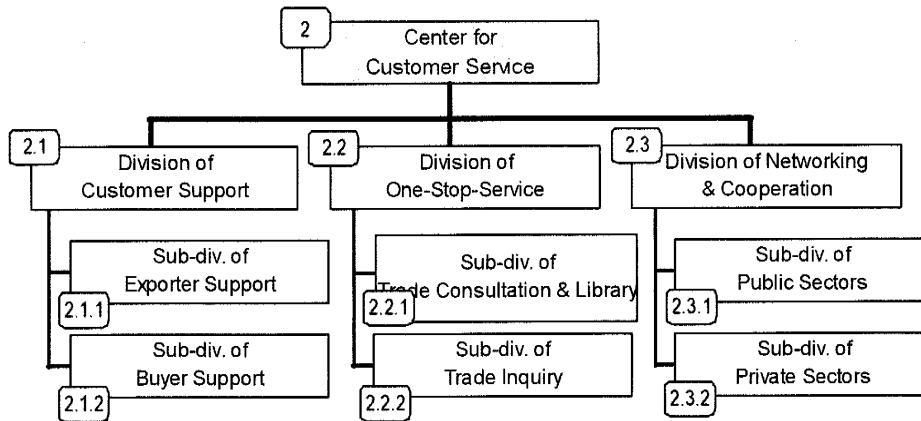 2
Center for
Customer Service
2.1
Division of
Customer Support
2.2
Division of
One-Stop-Service
2.3
Division of Networking
& Cooperation
Sub-div. of
Exporter Support
2.1.1
Sub-div. of
Trade Consultation & Library
2.2.1
Sub-div. of
Public Sectors
2.3.1
Sub-div. of
Buyer Support
2.1.2
Sub-div. of
Trade Inquiry
2.2.2
Sub-div. of
Private Sectors
2.3.2